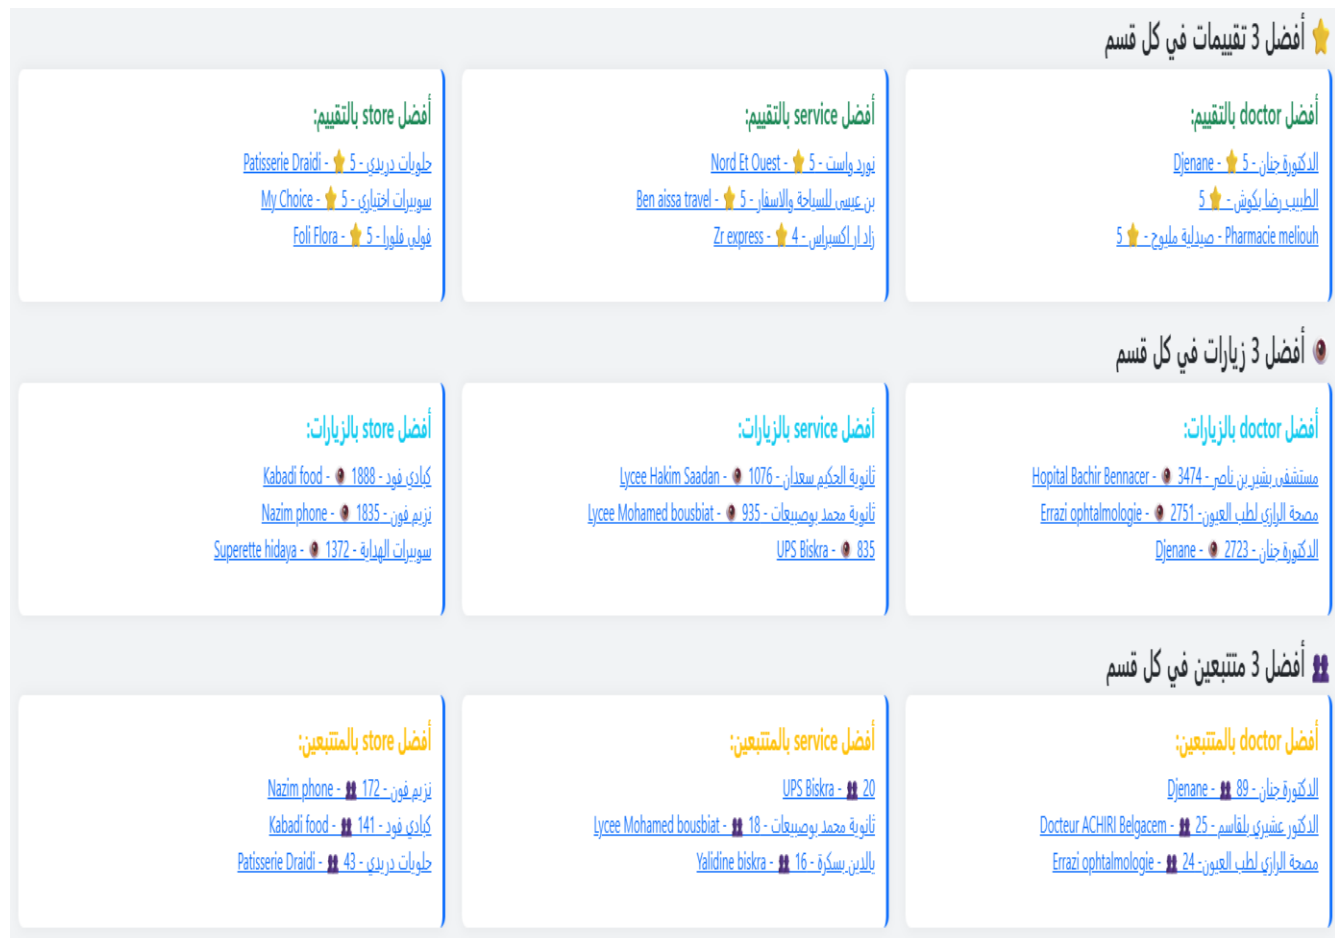 ⭐ أفضل 3 تقييمات في كل قسم
أفضل doctor بالتقييم:
الدكتورة جنان - Djenane - ⭐ 5
الطبيب رضا بكوش - ⭐ 5
Pharmacie meliouh - صيدلية مليوح - ⭐ 5
أفضل service بالتقييم:
نورد واست - Nord Et Ouest - ⭐ 5
بن عيسى للسياحة والاسفار - Ben aissa travel - ⭐ 5
زاد ار اكسبراس - Zr express - ⭐ 4
أفضل store بالتقييم:
حلويات دريدي - Patisserie Draidi - ⭐ 5
سوبيرات اختياري - My Choice - ⭐ 5
فولي فلورا - Foli Flora - ⭐ 5
👁 أفضل 3 زيارات في كل قسم
أفضل doctor بالزيارات:
مستشفى بشير بن ناصر - Hopital Bachir Bennacer - 👁 3474
مصحة الرازي لطب العيون- Errazi ophtalmologie - 👁 2751
الدكتورة جنان - Djenane - 👁 2723
أفضل service بالزيارات:
ثانوية الحكيم سعدان - Lycee Hakim Saadan - 👁 1076
ثانوية محمد بوصبيعات - Lycee Mohamed bousbiat - 👁 935
UPS Biskra - 👁 835
أفضل store بالزيارات:
كبادي فود - Kabadi food - 👁 1888
نزيم فون - Nazim phone - 👁 1835
سوبيرات الهداية - Superette hidaya - 👁 1372
👥 أفضل 3 متتبعين في كل قسم
أفضل doctor بالمتتبعين:
الدكتورة جنان - Djenane - 👥 89
الدكتور عشيري بلقاسم - Docteur ACHIRI Belgacem - 👥 25
مصحة الرازي لطب العيون- Errazi ophtalmologie - 👥 24
أفضل service بالمتتبعين:
UPS Biskra - 👥 20
ثانوية محمد بوصبيعات - Lycee Mohamed bousbiat - 👥 18
يالدين بسكرة - Yalidine biskra - 👥 16
أفضل store بالمتتبعين:
نزيم فون - Nazim phone - 👥 172
كبادي فود - Kabadi food - 👥 141
حلويات دريدي - Patisserie Draidi - 👥 43